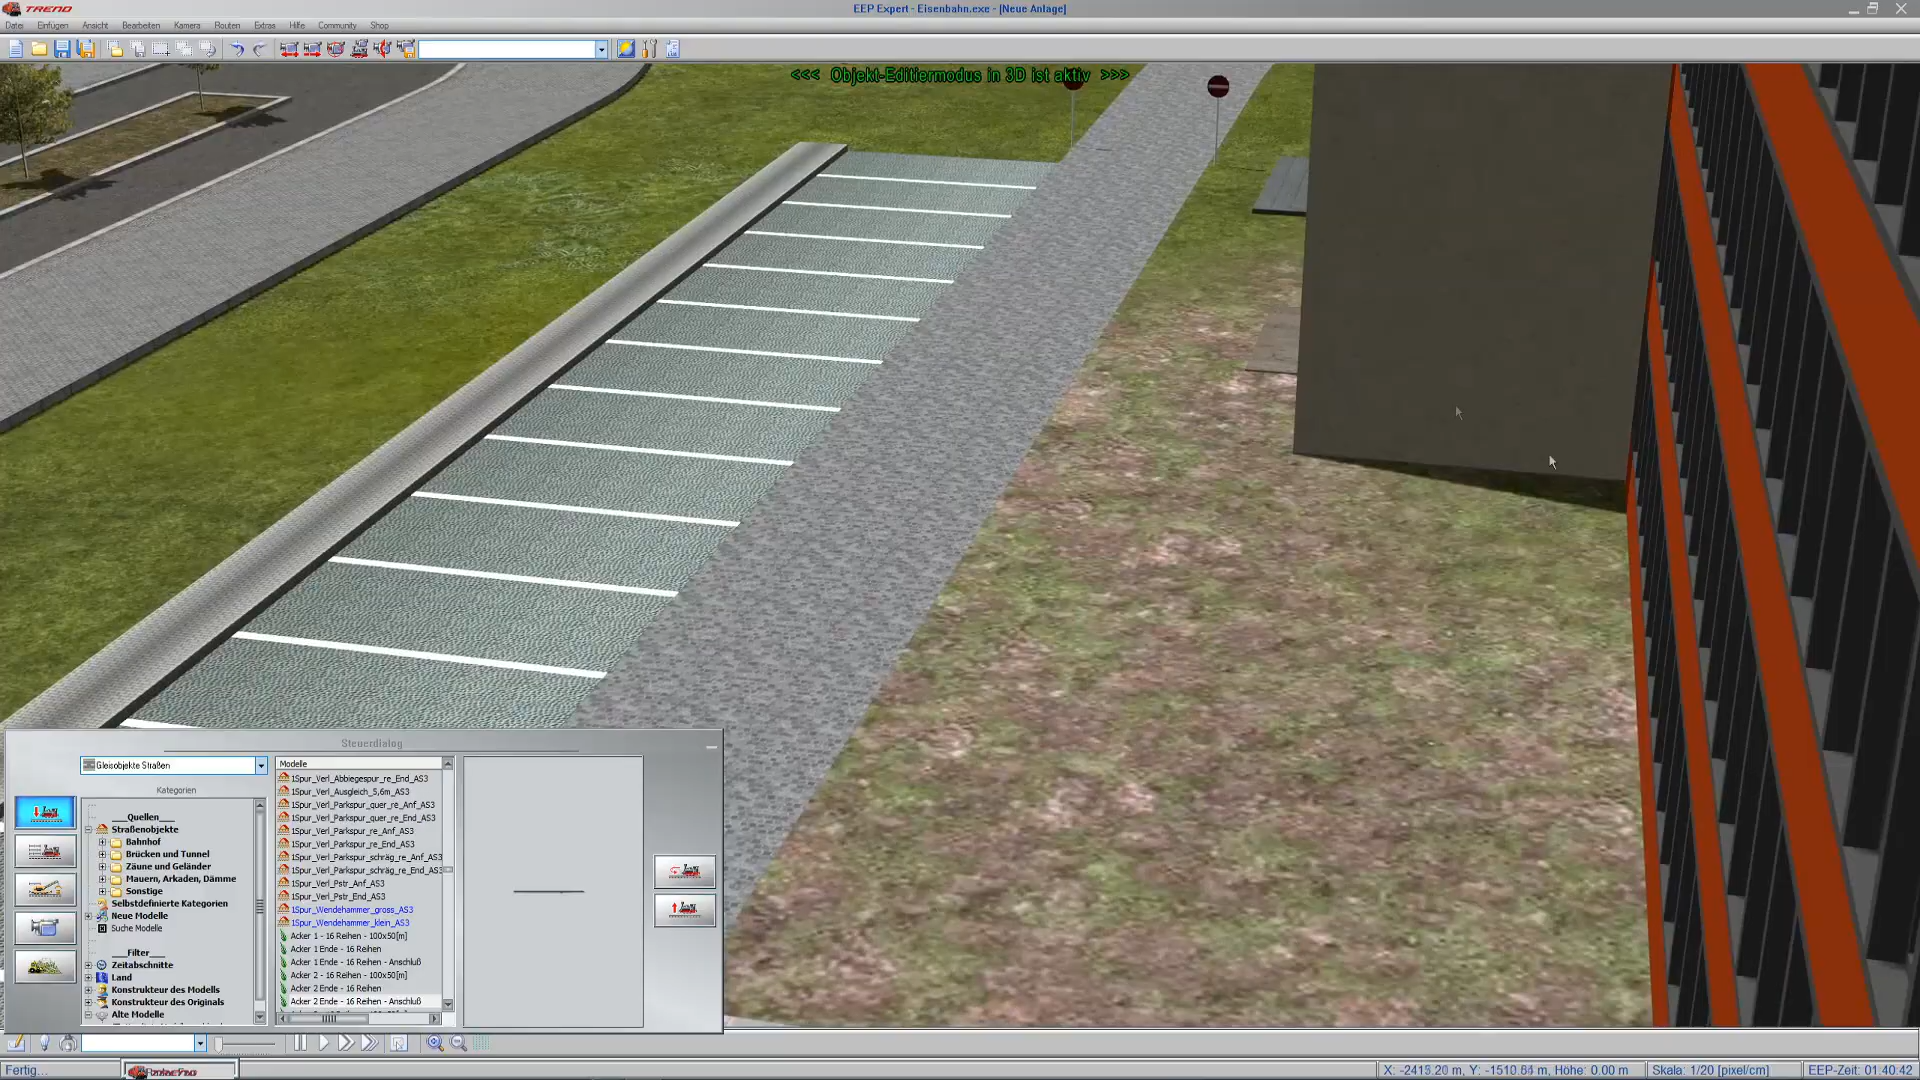 TREND
EEP Expert - Eisenbahn.exe - [Neue Anlage]
Datei Einfügen Ansicht Bearbeiten Kamera Routen Extras Hilfe Community Shop
<<< Objekt-Editiermodus in 3D ist aktiv >>>
Steuerdialog
Gleisobjekte Straßen
Kategorien
___Quellen___
Straßenobjekte
Bahnhof
Brücken und Tunnel
Zäune und Geländer
Mauern, Arkaden, Dämme
Sonstige
Selbstdefinierte Kategorien
Neue Modelle
Suche Modelle
___Filter___
Zeitabschnitte
Land
Konstrukteur des Modells
Konstrukteur des Originals
Alte Modelle
Modelle
1Spur_Verl_Abbiegespur_re_End_AS3
1Spur_Verl_Ausgleich_5,6m_AS3
1Spur_Verl_Parkspur_quer_re_Anf_AS3
1Spur_Verl_Parkspur_quer_re_End_AS3
1Spur_Verl_Parkspur_re_Anf_AS3
1Spur_Verl_Parkspur_re_End_AS3
1Spur_Verl_Parkspur_schräg_re_Anf_AS3
1Spur_Verl_Parkspur_schräg_re_End_AS3
1Spur_Verl_Pstr_Anf_AS3
1Spur_Verl_Pstr_End_AS3
1Spur_Wendehammer_gross_AS3
1Spur_Wendehammer_klein_AS3
Acker 1 - 16 Reihen - 100x50[m]
Acker 1 Ende - 16 Reihen
Acker 1 Ende - 16 Reihen - Anschluß
Acker 2 - 16 Reihen - 100x50[m]
Acker 2 Ende - 16 Reihen
Acker 2 Ende - 16 Reihen - Anschluß
Fertig...
X: -2413.20 m, Y: -1510.64 m, Höhe: 0.00 m
Skala: 1/20 [pixel/cm]
EEP-Zeit: 01:40:42